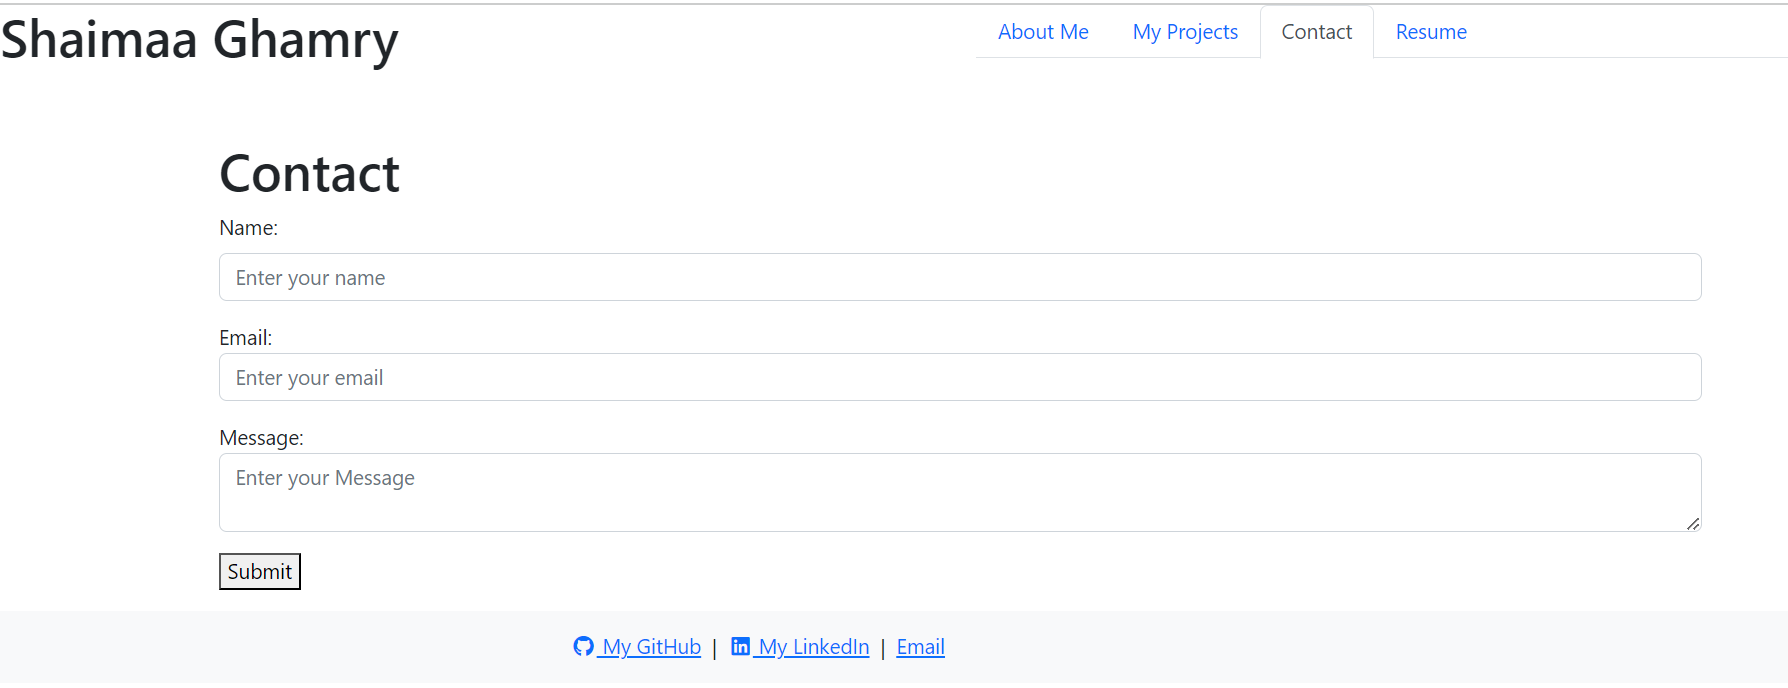 Shaimaa Ghamry
About Me My Projects Contact Resume
Contact
Name:
Enter your name
Email:
Enter your email
Message:
Enter your Message
Submit
My GitHub | My LinkedIn | Email